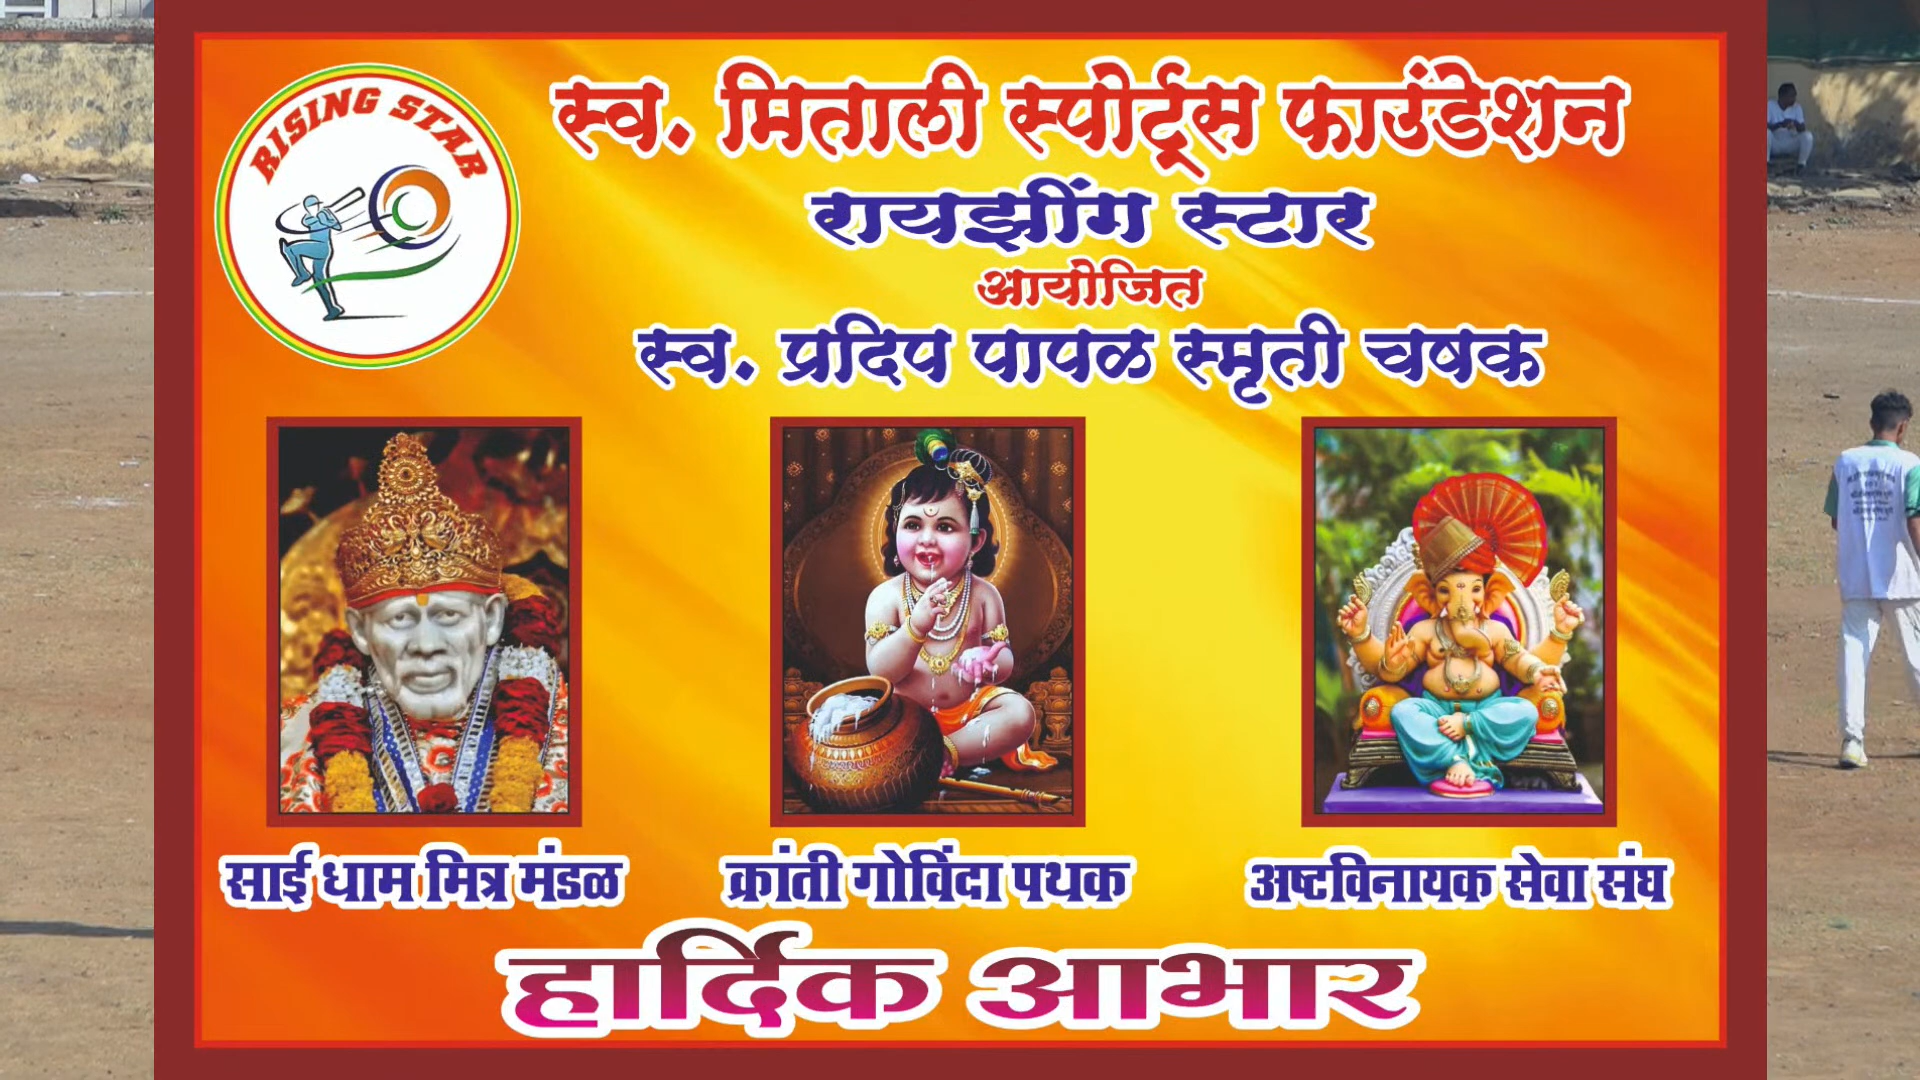 RISING STAR
स्व. मिताली स्पोर्ट्स फाउंडेशन
रायझींग स्टार
आयोजित
स्व. प्रदिप पापळ स्मृती चषक
साई धाम मित्र मंडळ
क्रांती गोविंदा पथक
अष्टविनायक सेवा संघ
हार्दिक आभार